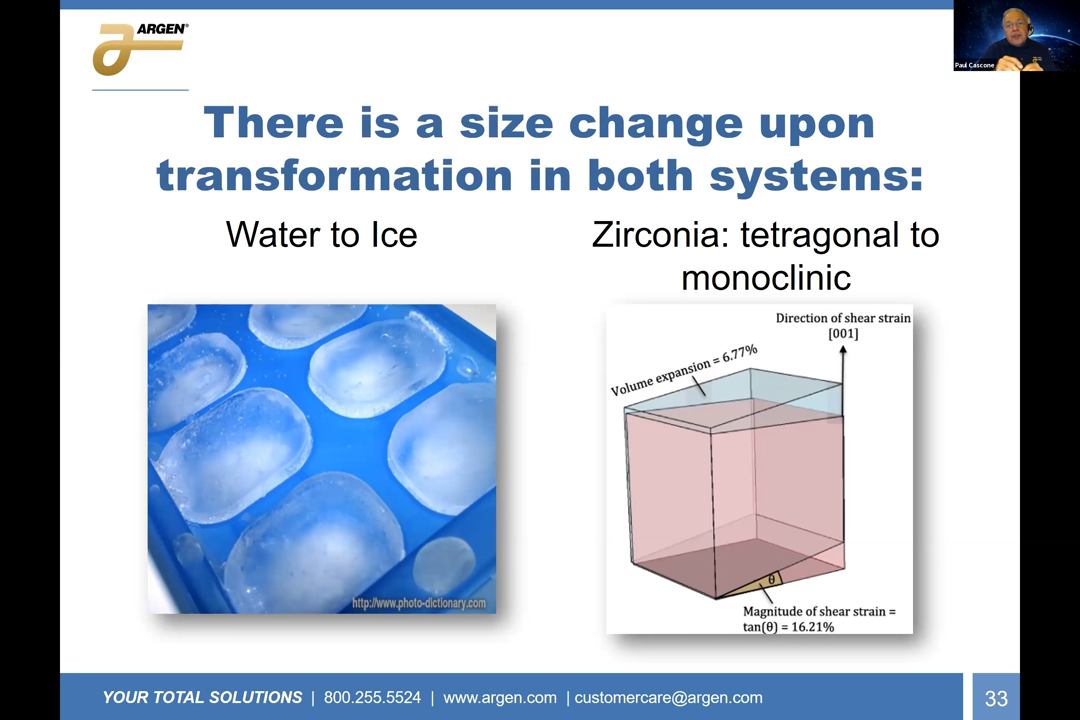 ARGEN®
Paul Cascone
There is a size change upon
transformation in both systems:
Water to Ice
Zirconia: tetragonal to
monoclinic
http://www.photo-dictionary.com
Direction of shear strain
[001]
Volume expansion = 6.77%
θ
Magnitude of shear strain =
tan(θ) = 16.21%
YOUR TOTAL SOLUTIONS | 800.255.5524 | www.argen.com | customercare@argen.com
33